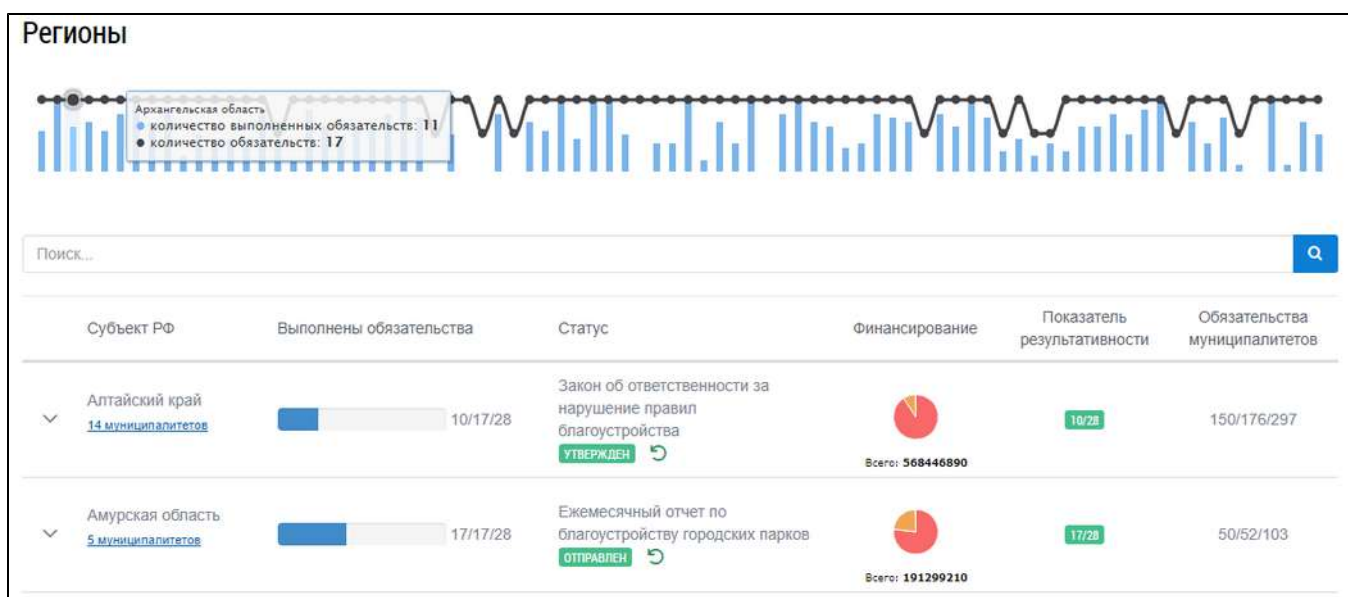 Регионы
Архангельская область
количество выполненных обязательств: 11
количество обязательств: 17
Поиск...
Субъект РФ
Выполнены обязательства
Статус
Финансирование
Показатель
результативности
Обязательства
муниципалитетов
Алтайский край
14 муниципалитетов
10/17/28
Закон об ответственности за
нарушение правил
благоустройства
УТВЕРЖДЕН
Всего: 568446890
10/28
150/176/297
Амурская область
5 муниципалитетов
17/17/28
Ежемесячный отчет по
благоустройству городских парков
ОТПРАВЛЕН
Всего: 191299210
17/28
50/52/103